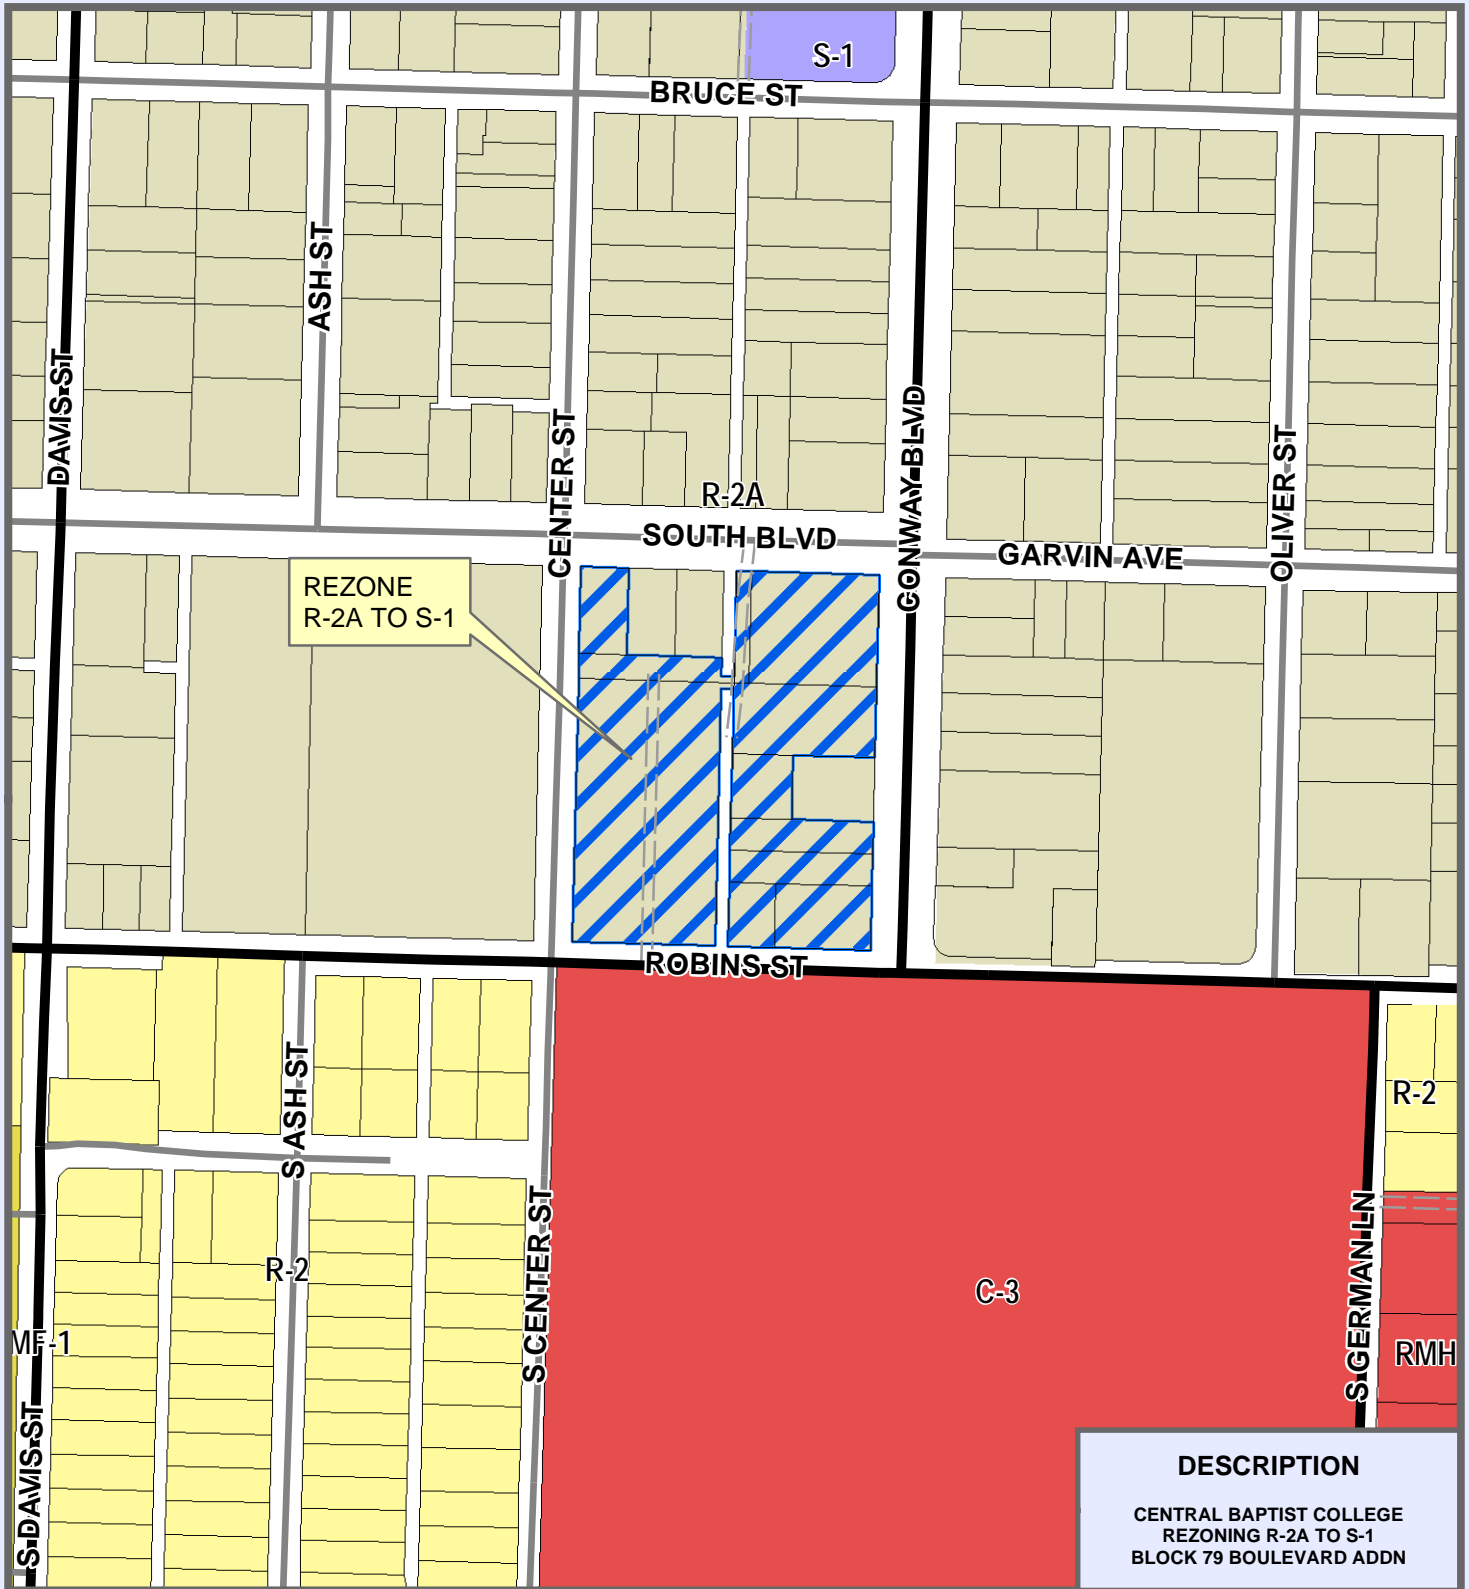 S-1
BRUCE ST
ASH ST
DAVIS ST
CENTER ST
CONWAY BLVD
OLIVER ST
R-2A
SOUTH BLVD
GARVIN AVE
REZONE
R-2A TO S-1
ROBINS ST
S ASH ST
R-2
S CENTER ST
S GERMAN LN
R-2
C-3
MF-1
RMH
S DAVIS ST
DESCRIPTION
CENTRAL BAPTIST COLLEGE
REZONING R-2A TO S-1
BLOCK 79 BOULEVARD ADDN